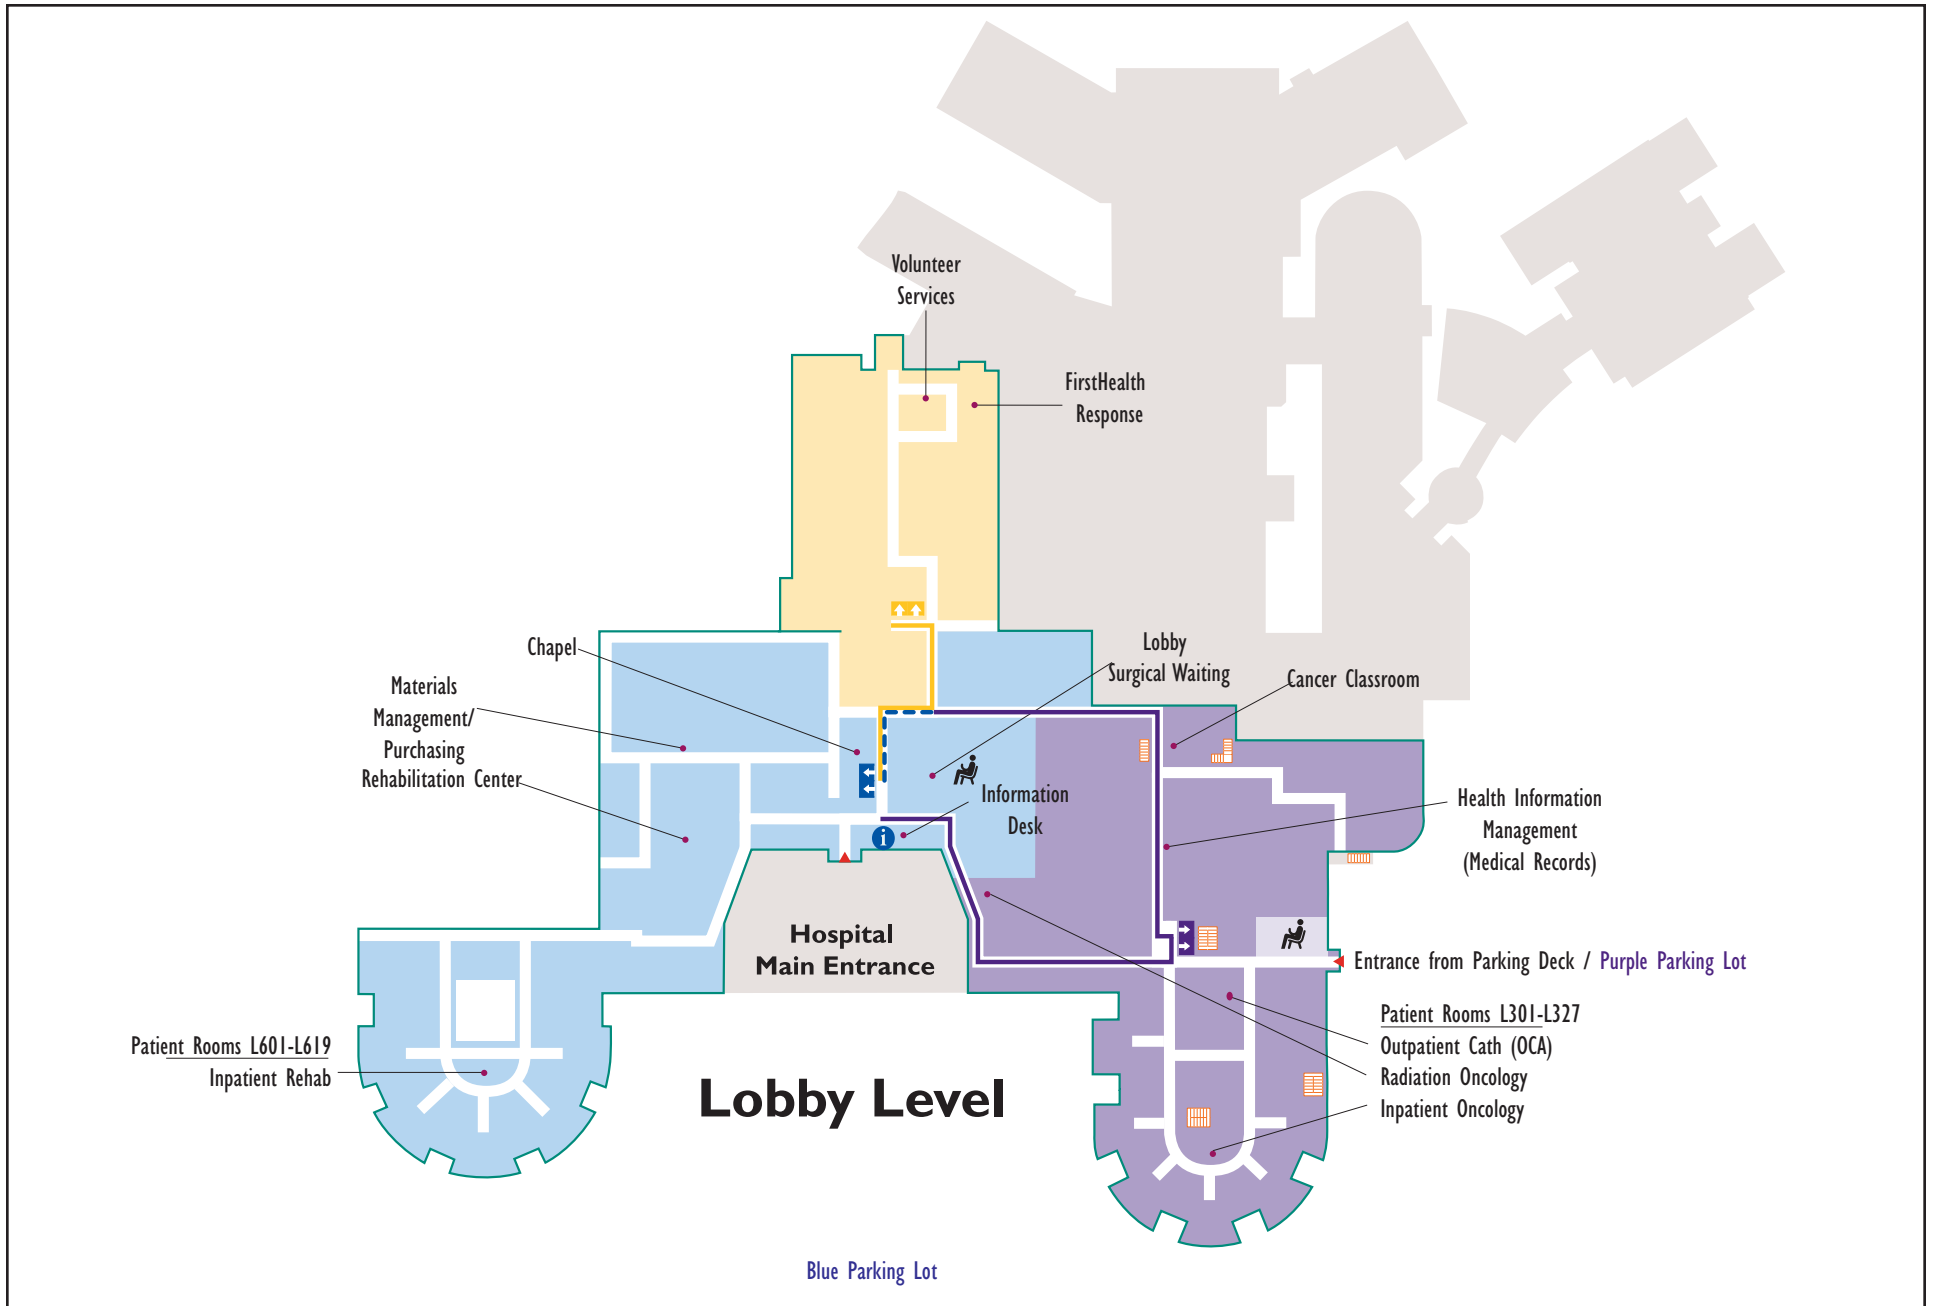 Volunteer
Services
FirstHealth
Response
Chapel
Lobby
Surgical Waiting
Cancer Classroom
Materials
Management/
Purchasing
Rehabilitation Center
Information
Desk
i
Health Information
Management
(Medical Records)
Hospital
Main Entrance
Entrance from Parking Deck / Purple Parking Lot
Patient Rooms L301-L327
Outpatient Cath (OCA)
Radiation Oncology
Inpatient Oncology
Patient Rooms L601-L619
Inpatient Rehab
Lobby Level
Blue Parking Lot